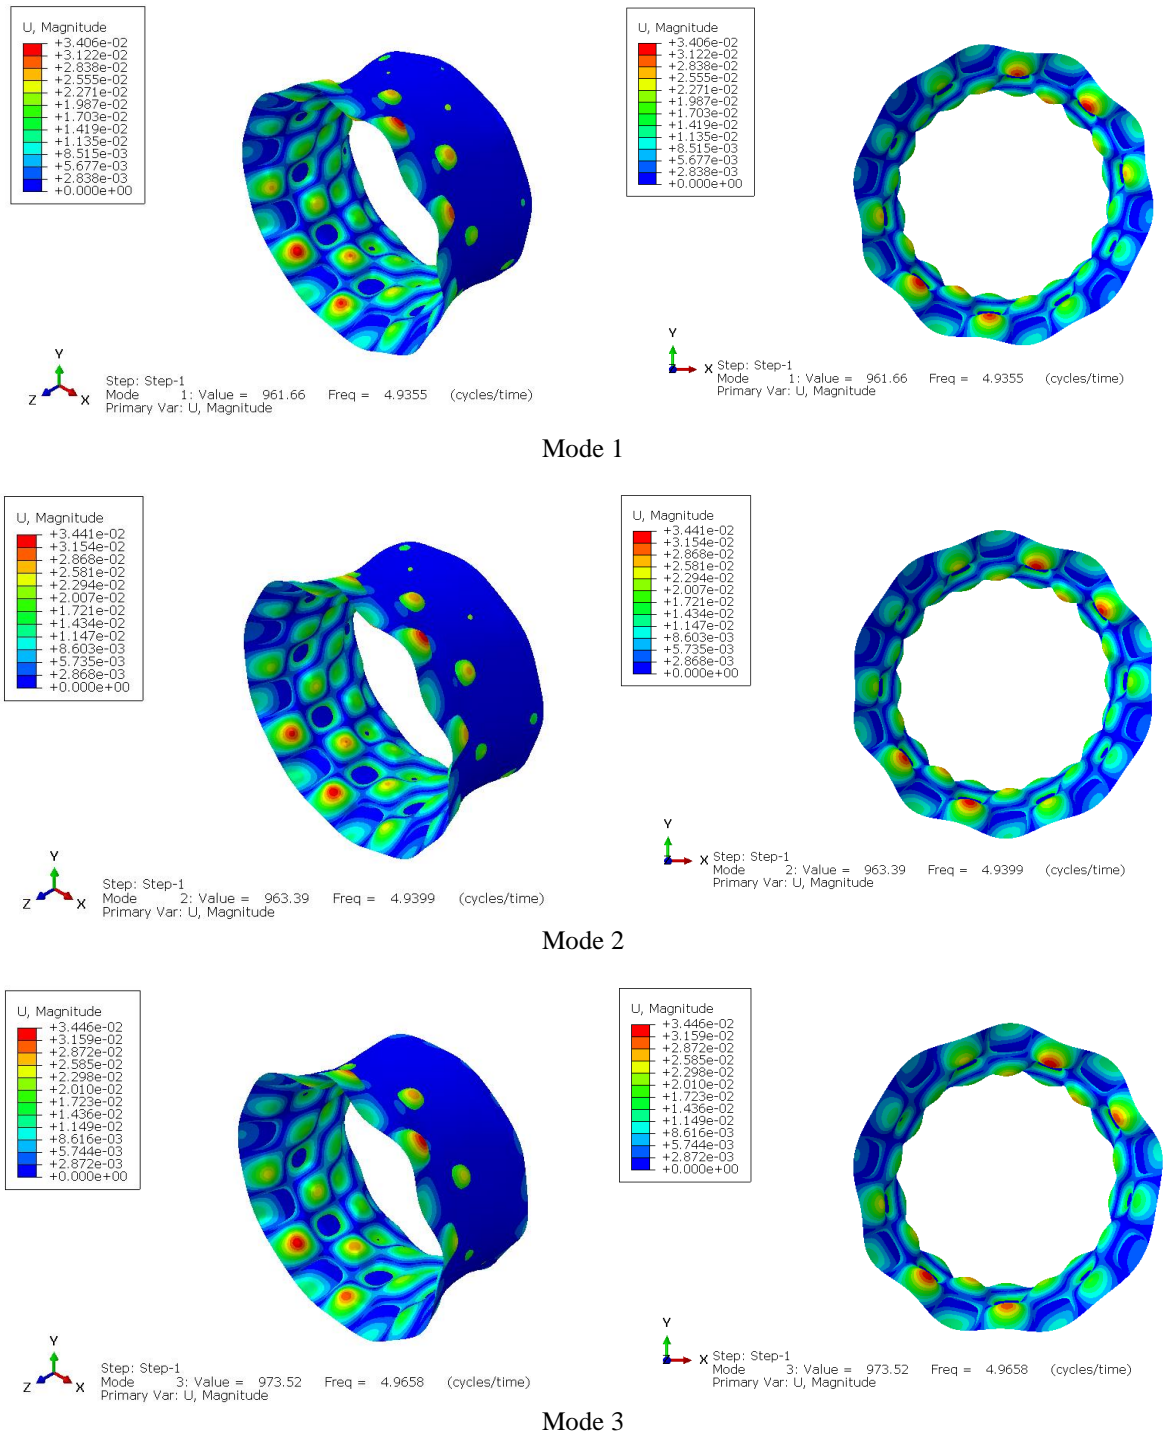 U, Magnitude
+3.406e-02
+3.122e-02
+2.838e-02
+2.555e-02
+2.271e-02
+1.987e-02
+1.703e-02
+1.419e-02
+1.135e-02
+8.515e-03
+5.677e-03
+2.838e-03
+0.000e+00
Y
Z
X
Step: Step-1
Mode 1: Value = 961.66 Freq = 4.9355 (cycles/time)
Primary Var: U, Magnitude
U, Magnitude
+3.406e-02
+3.122e-02
+2.838e-02
+2.555e-02
+2.271e-02
+1.987e-02
+1.703e-02
+1.419e-02
+1.135e-02
+8.515e-03
+5.677e-03
+2.838e-03
+0.000e+00
Y
X
Step: Step-1
Mode 1: Value = 961.66 Freq = 4.9355 (cycles/time)
Primary Var: U, Magnitude
Mode 1
U, Magnitude
+3.441e-02
+3.154e-02
+2.868e-02
+2.581e-02
+2.294e-02
+2.007e-02
+1.721e-02
+1.434e-02
+1.147e-02
+8.603e-03
+5.735e-03
+2.868e-03
+0.000e+00
Y
Z
X
Step: Step-1
Mode 2: Value = 963.39 Freq = 4.9399 (cycles/time)
Primary Var: U, Magnitude
U, Magnitude
+3.441e-02
+3.154e-02
+2.868e-02
+2.581e-02
+2.294e-02
+2.007e-02
+1.721e-02
+1.434e-02
+1.147e-02
+8.603e-03
+5.735e-03
+2.868e-03
+0.000e+00
Y
X
Step: Step-1
Mode 2: Value = 963.39 Freq = 4.9399 (cycles/time)
Primary Var: U, Magnitude
Mode 2
U, Magnitude
+3.446e-02
+3.159e-02
+2.872e-02
+2.585e-02
+2.298e-02
+2.010e-02
+1.723e-02
+1.436e-02
+1.149e-02
+8.616e-03
+5.744e-03
+2.872e-03
+0.000e+00
Y
Z
X
Step: Step-1
Mode 3: Value = 973.52 Freq = 4.9658 (cycles/time)
Primary Var: U, Magnitude
U, Magnitude
+3.446e-02
+3.159e-02
+2.872e-02
+2.585e-02
+2.298e-02
+2.010e-02
+1.723e-02
+1.436e-02
+1.149e-02
+8.616e-03
+5.744e-03
+2.872e-03
+0.000e+00
Y
X
Step: Step-1
Mode 3: Value = 973.52 Freq = 4.9658 (cycles/time)
Primary Var: U, Magnitude
Mode 3